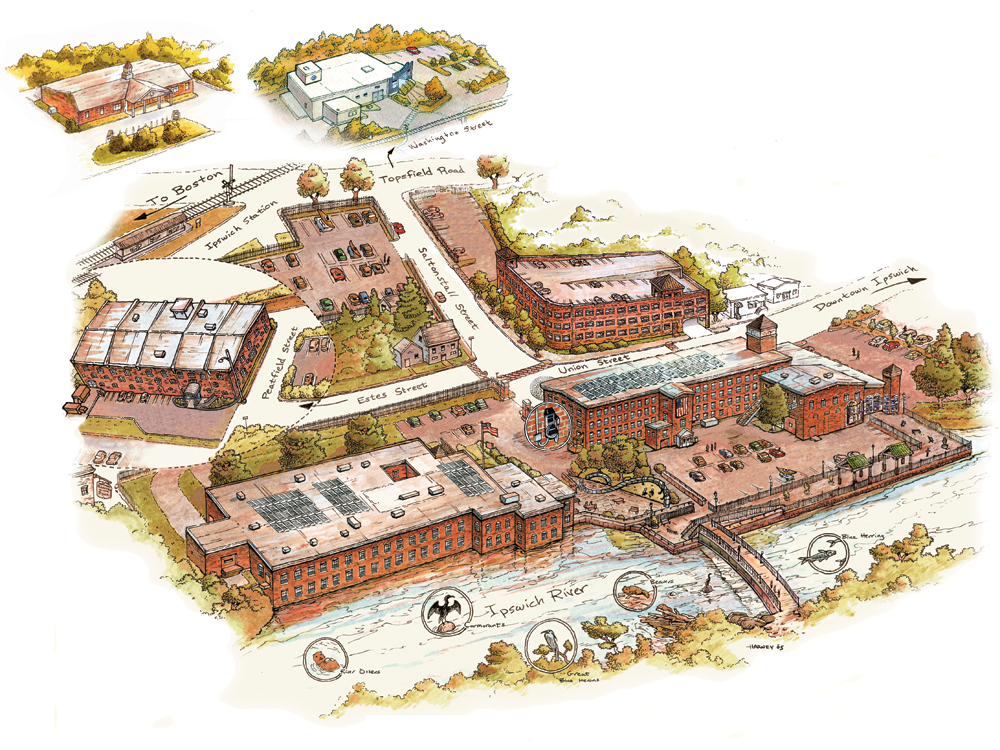 Washington Street
Topsfield Road
To Boston
Ipswich Station
Saltonstall Street
Downtown Ipswich
Peatfield Street
Union Street
Estes Street
Blue Herring
Beavers
Ipswich River
Cormorants
River Otters
Great
Blue Herons
HARVEY